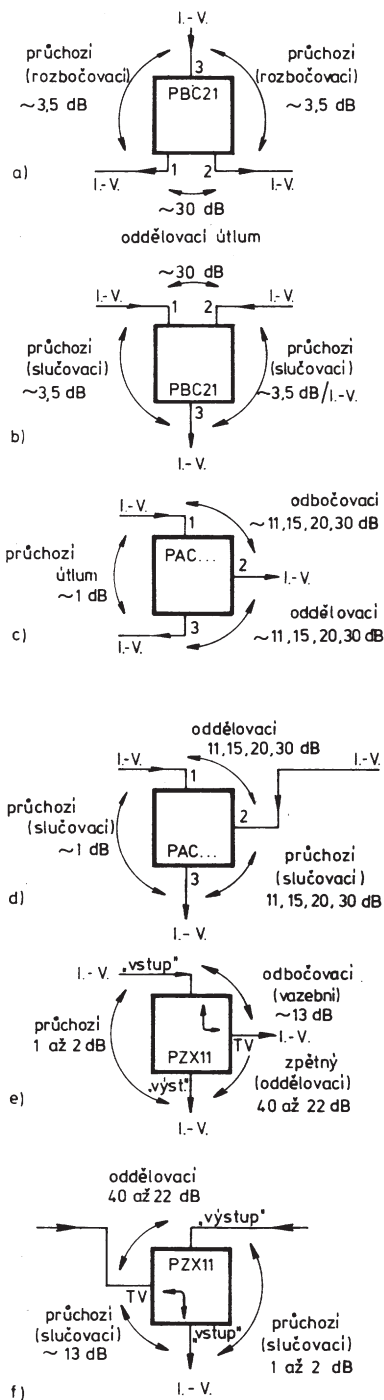 I.-V.
průchozí
(rozbočovací)
~3,5 dB
3
PBC21
průchozí
(rozbočovací)
~3,5 dB
a)
I.-V.
1
2
I.-V.
~30 dB
oddělovací útlum
~30 dB
I.-V.
1
2
I.-V.
průchozí
(slučovací)
~3,5 dB
PBC21
3
průchozí
(slučovací)
~3,5 dB/I.-V.
b)
I.-V.
I.-V.
1
odbočovací
~11,15,20,30 dB
průchozí
útlum
~1 dB
PAC...
2
I.-V.
3
I.-V.
oddělovací
~11,15,20,30 dB
c)
oddělovací
11,15,20,30 dB
I.-V.
1
I.-V.
průchozí
(slučovací)
~1 dB
2
PAC...
3
průchozí
(slučovací)
11,15,20,30 dB
d)
I.-V.
I.-V.
„vstup"
odbočovací
(vazební)
~13 dB
průchozí
1 až 2 dB
PZX11
TV
I.-V.
„výst."
zpětný
(oddělovací)
40 až 22 dB
e)
I.-V.
oddělovací
40 až 22 dB
„výstup"
PZX11
TV
„vstup"
průchozí
(slučovací)
~13 dB
průchozí
(slučovací)
1 až 2 dB
f)
I.-V.